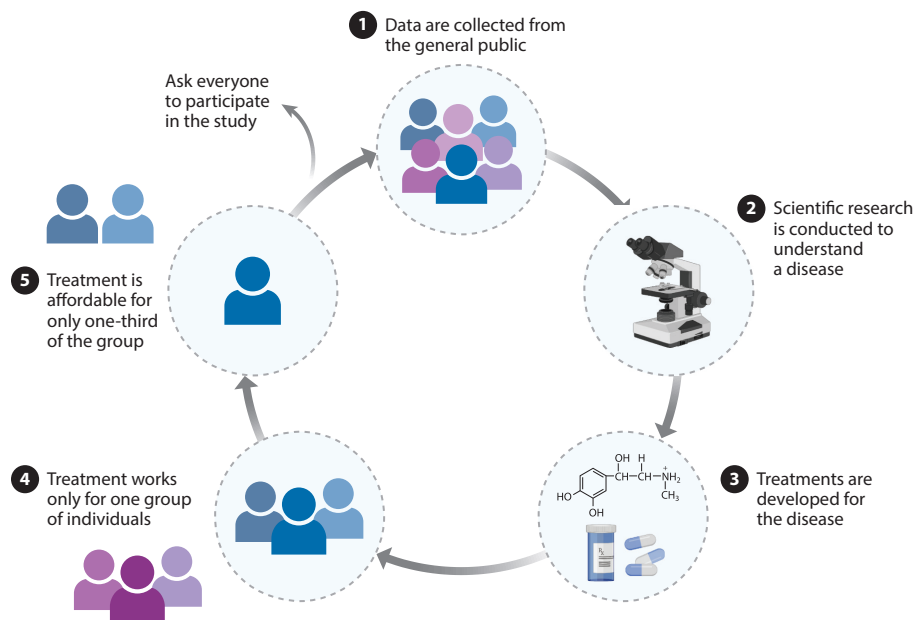 1 Data are collected from
the general public
Ask everyone
to participate
in the study
2 Scientific research
is conducted to
understand
a disease
OH H
CH—CH—NH₂
+
HO
CH₃
OH
Rx
3 Treatments are
developed for
the disease
4 Treatment works
only for one group
of individuals
5 Treatment is
affordable for
only one-third
of the group